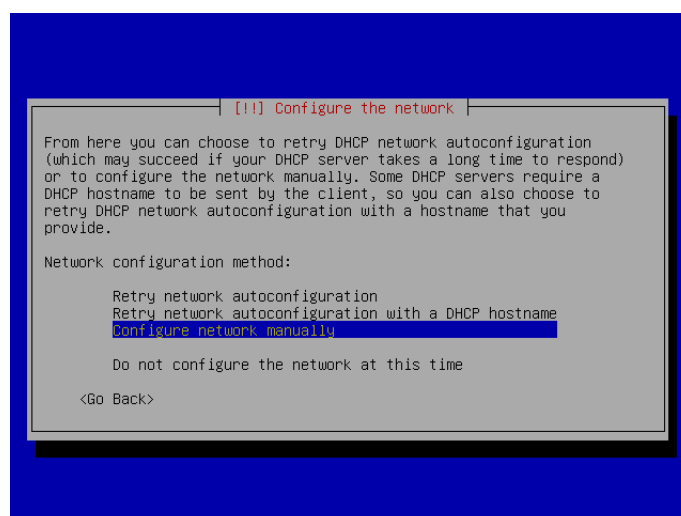 [!!] Configure the network
From here you can choose to retry DHCP network autoconfiguration
(which may succeed if your DHCP server takes a long time to respond)
or to configure the network manually. Some DHCP servers require a
DHCP hostname to be sent by the client, so you can also choose to
retry DHCP network autoconfiguration with a hostname that you
provide.
Network configuration method:
Retry network autoconfiguration
Retry network autoconfiguration with a DHCP hostname
Configure network manually
Do not configure the network at this time
<Go Back>